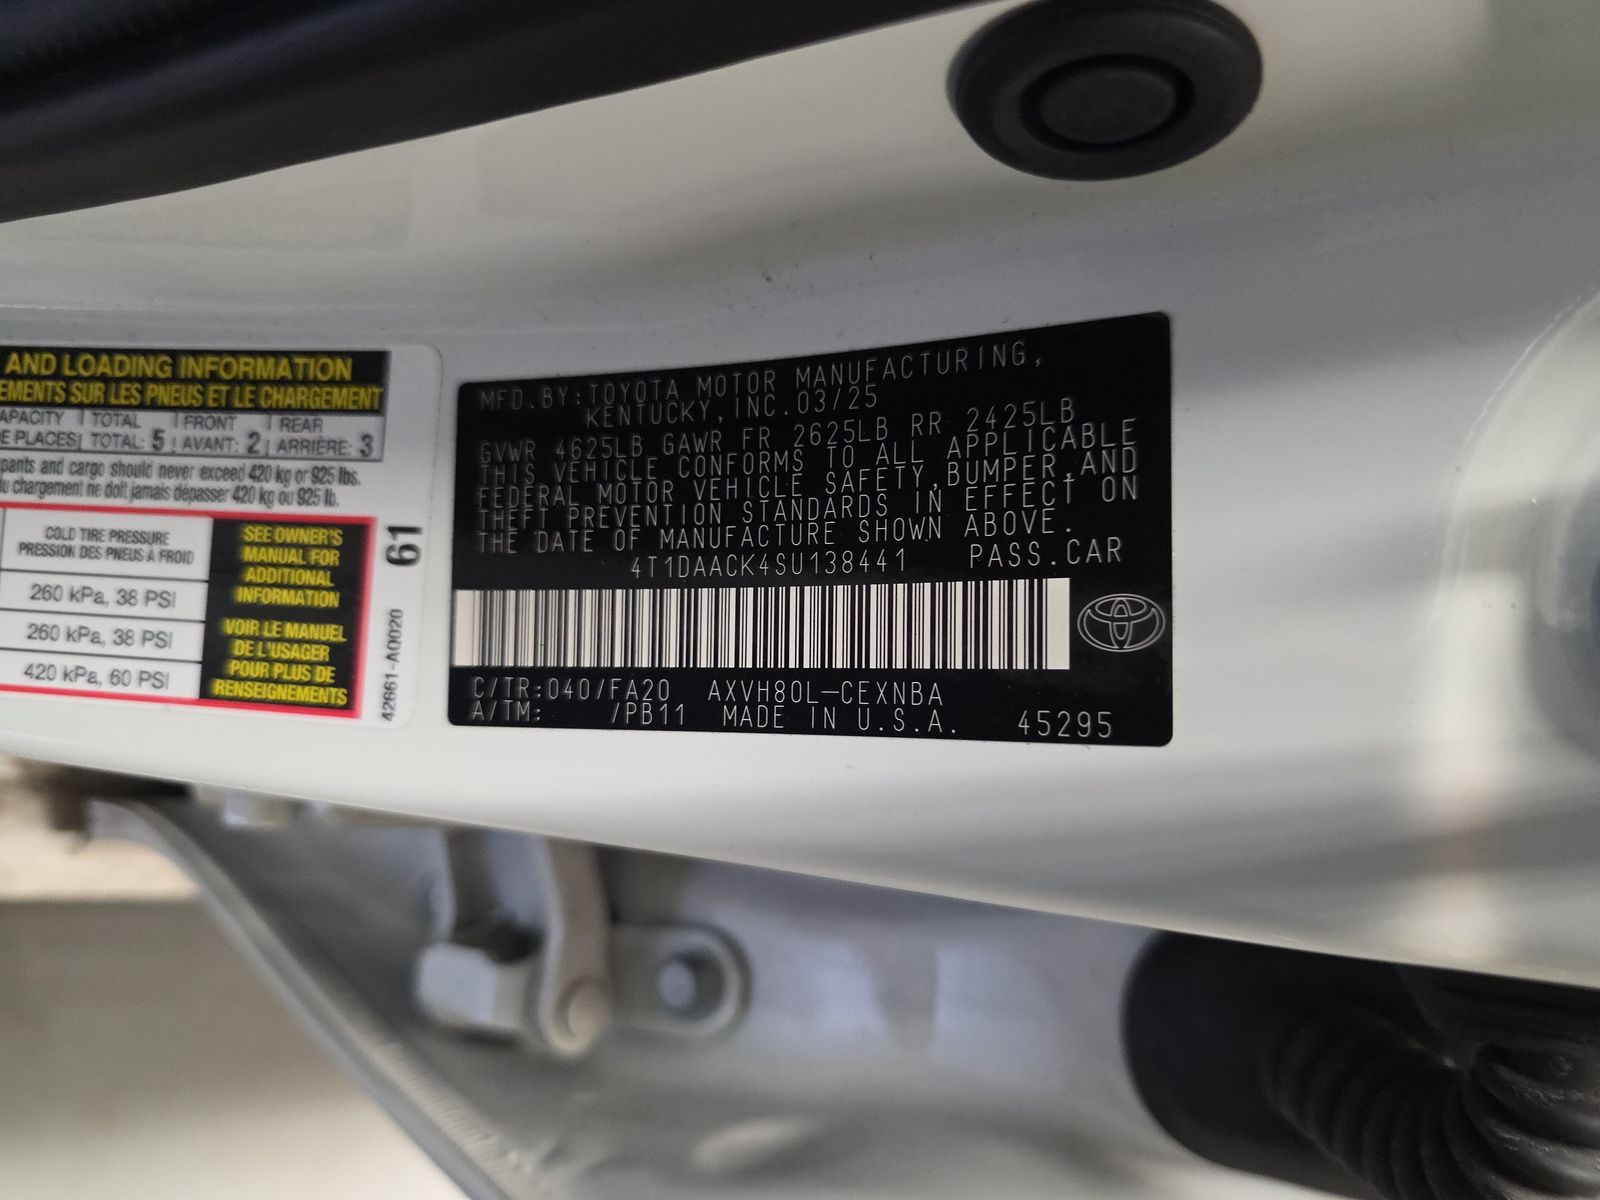 AND LOADING INFORMATION
EMENTS SUR LES PNEUS ET LE CHARGEMENT
APACITY TOTAL FRONT REAR
E PLACES TOTAL: 5 AVANT: 2 ARRIÈRE: 3
pants and cargo should never exceed 420 kg or 925 lbs.
u chargement ne doit jamais dépasser 420 kg ou 925 lb.
COLD TIRE PRESSURE
PRESSION DES PNEUS À FROID
260 kPa, 38 PSI
260 kPa, 38 PSI
420 kPa, 60 PSI
SEE OWNER'S
MANUAL FOR
ADDITIONAL
INFORMATION
VOIR LE MANUEL
DE L'USAGER
POUR PLUS DE
RENSEIGNEMENTS
61
42661-A0020
MFD.BY:TOYOTA MOTOR MANUFACTURING,
KENTUCKY,INC.03/25
GVWR 4625LB GAWR FR 2625LB RR 2425LB
THIS VEHICLE CONFORMS TO ALL APPLICABLE
FEDERAL MOTOR VEHICLE SAFETY,BUMPER,AND
THEFT PREVENTION STANDARDS IN EFFECT ON
THE DATE OF MANUFACTURE SHOWN ABOVE.
4T1DAACK4SU138441 PASS.CAR
C/TR:040/FA20 AXVH80L-CEXNBA
A/TM: /PB11 MADE IN U.S.A. 45295